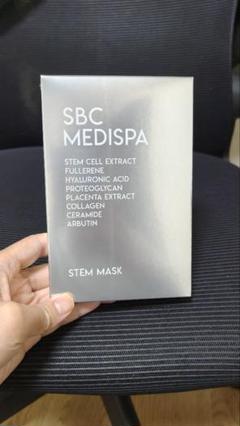 SBC
MEDISPA
STEM CELL EXTRACT
FULLERENE
HYALURONIC ACID
PROTEOGLYCAN
PLACENTA EXTRACT
COLLAGEN
CERAMIDE
ARBUTIN
STEM MASK